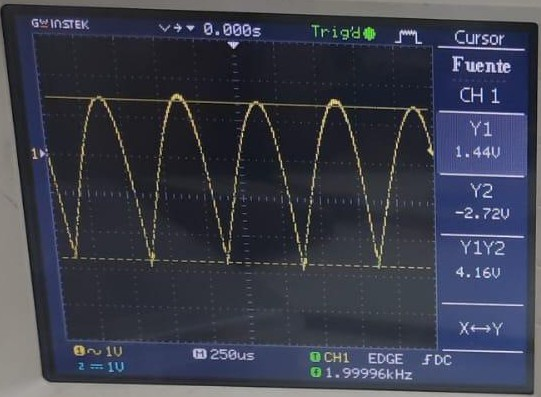 GW INSTEK 0.000s Trig'd Cursor
Fuente
CH 1
Y1
1.44V
Y2
-2.72V
Y1Y2
4.16V
X↔Y
1
1 1V M 250us T CH1 EDGE DC
2 1V f 1.99996kHz